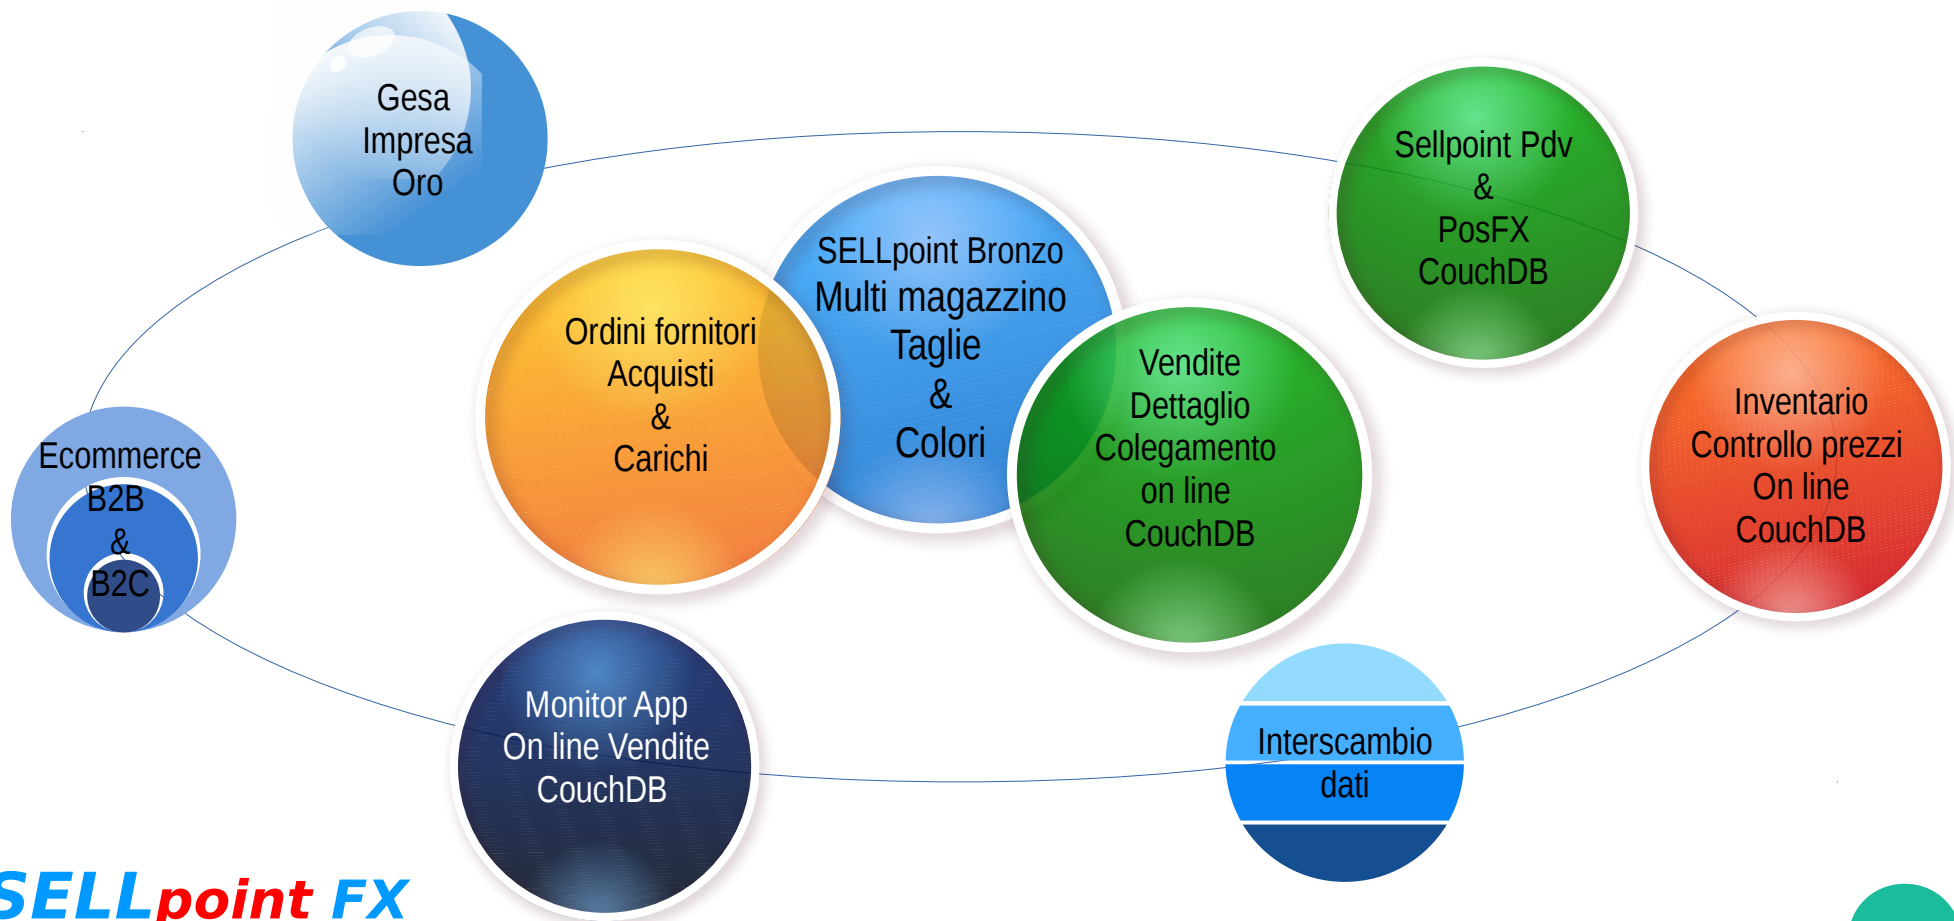 Gesa
Impresa
Oro
Sellpoint Pdv
&
PosFX
CouchDB
SELLpoint Bronzo
Multi magazzino
Taglie
&
Colori
Ordini fornitori
Acquisti
&
Carichi
Vendite
Dettaglio
Colegamento
on line
CouchDB
Inventario
Controllo prezzi
On line
CouchDB
Ecommerce
B2B
&
B2C
Monitor App
On line Vendite
CouchDB
Interscambio
dati
SELLpoint FX